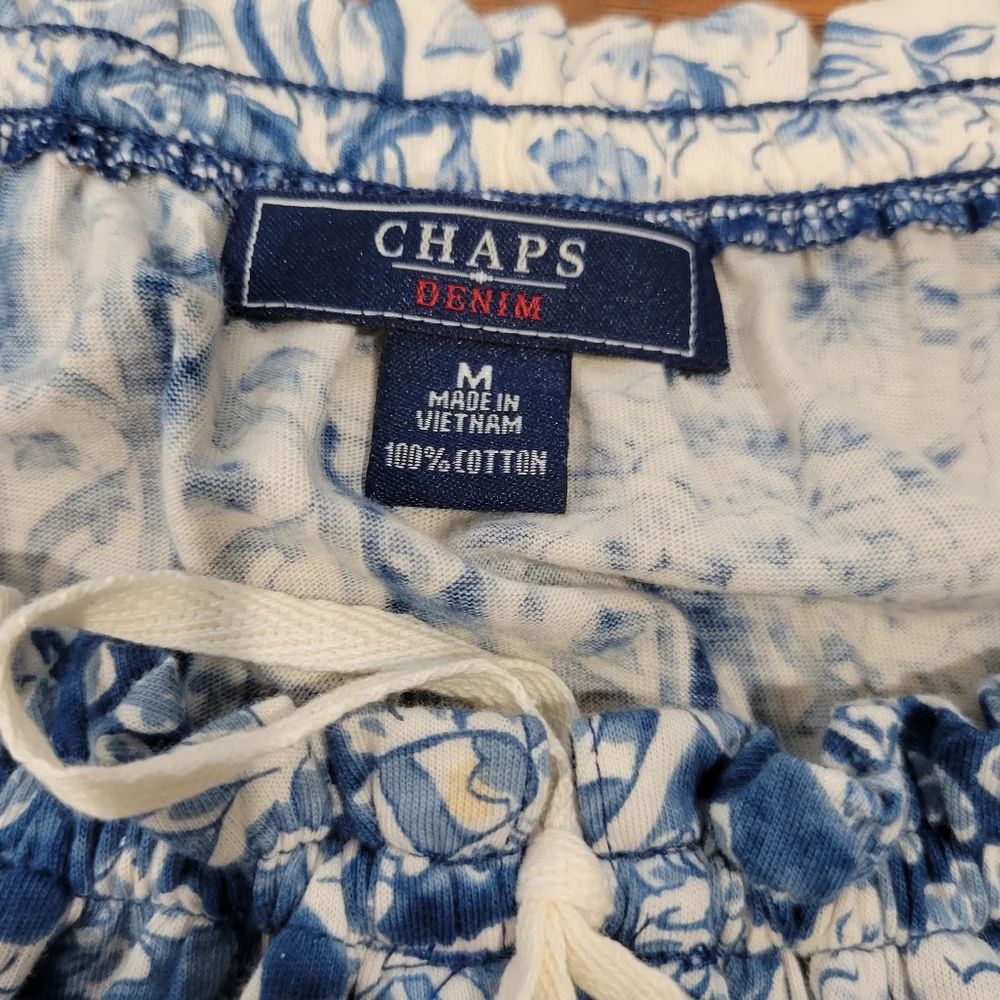 CHAPS
DENIM
M
MADE IN
VIETNAM
100% COTTON